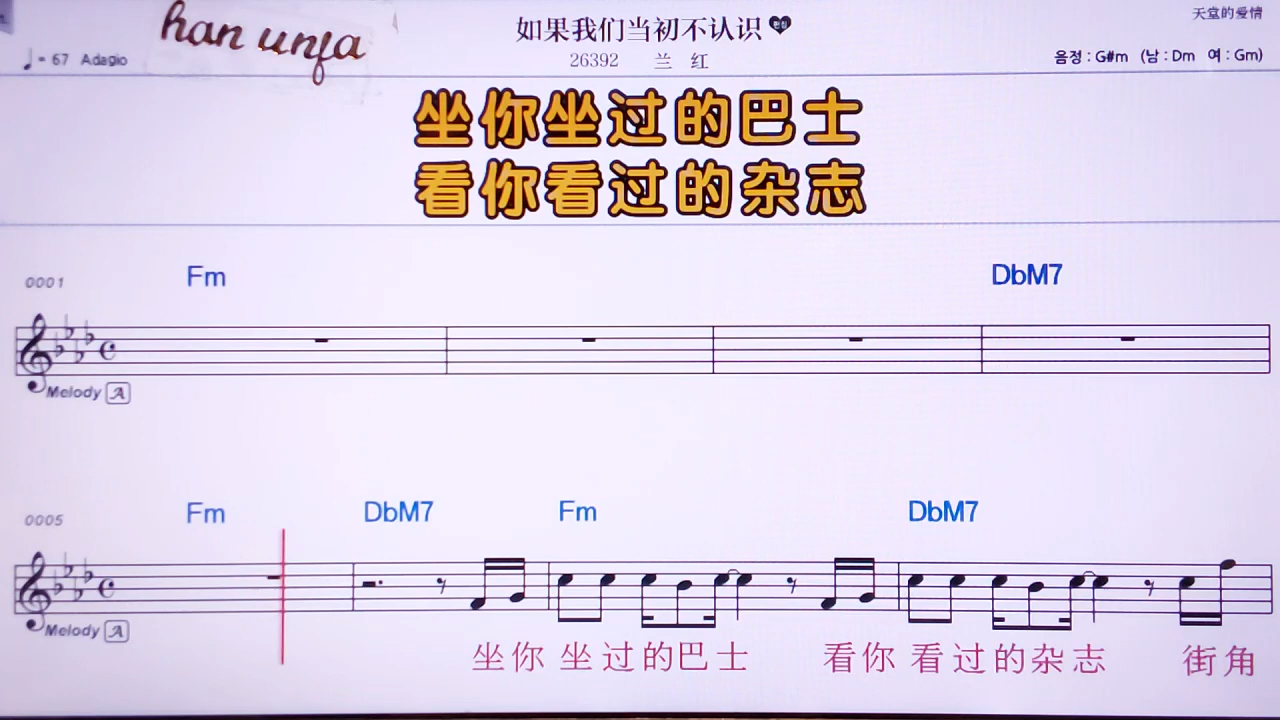 han unja
如果我们当初不认识
天堂的爱情
♩= 67 Adagio
26392 兰 红
음정 : G#m (남 : Dm 여 : Gm)
坐你坐过的巴士
看你看过的杂志
0001 Fm DbM7
Melody A
0005 Fm DbM7 Fm DbM7
Melody A
坐你 坐过的巴士 看你 看过的杂志 街角